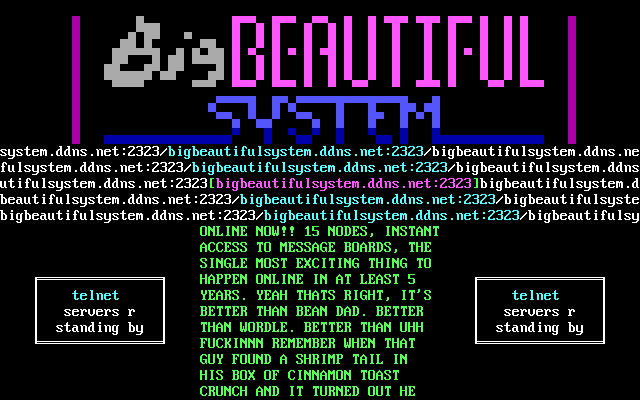 Big BEAUTIFUL
SYSTEM
system.ddns.net:2323/bigbeautifulsystem.ddns.net:2323/bigbeautifulsystem.ddns.ne
fulsystem.ddns.net:2323/bigbeautifulsystem.ddns.net:2323/bigbeautifulsystem.ddns
utifulsystem.ddns.net:2323[bigbeautifulsystem.ddns.net:2323]bigbeautifulsystem.d
beautifulsystem.ddns.net:2323/bigbeautifulsystem.ddns.net:2323/bigbeautifulsyste
bigbeautifulsystem.ddns.net:2323/bigbeautifulsystem.ddns.net:2323/bigbeautifulsy
ONLINE NOW!! 15 NODES, INSTANT
ACCESS TO MESSAGE BOARDS, THE
SINGLE MOST EXCITING THING TO
HAPPEN ONLINE IN AT LEAST 5
YEARS. YEAH THATS RIGHT, IT'S
BETTER THAN BEAN DAD. BETTER
THAN WORDLE. BETTER THAN UHH
FUCKINNN REMEMBER WHEN THAT
GUY FOUND A SHRIMP TAIL IN
HIS BOX OF CINNAMON TOAST
CRUNCH AND IT TURNED OUT HE
telnet
servers r
standing by
telnet
servers r
standing by